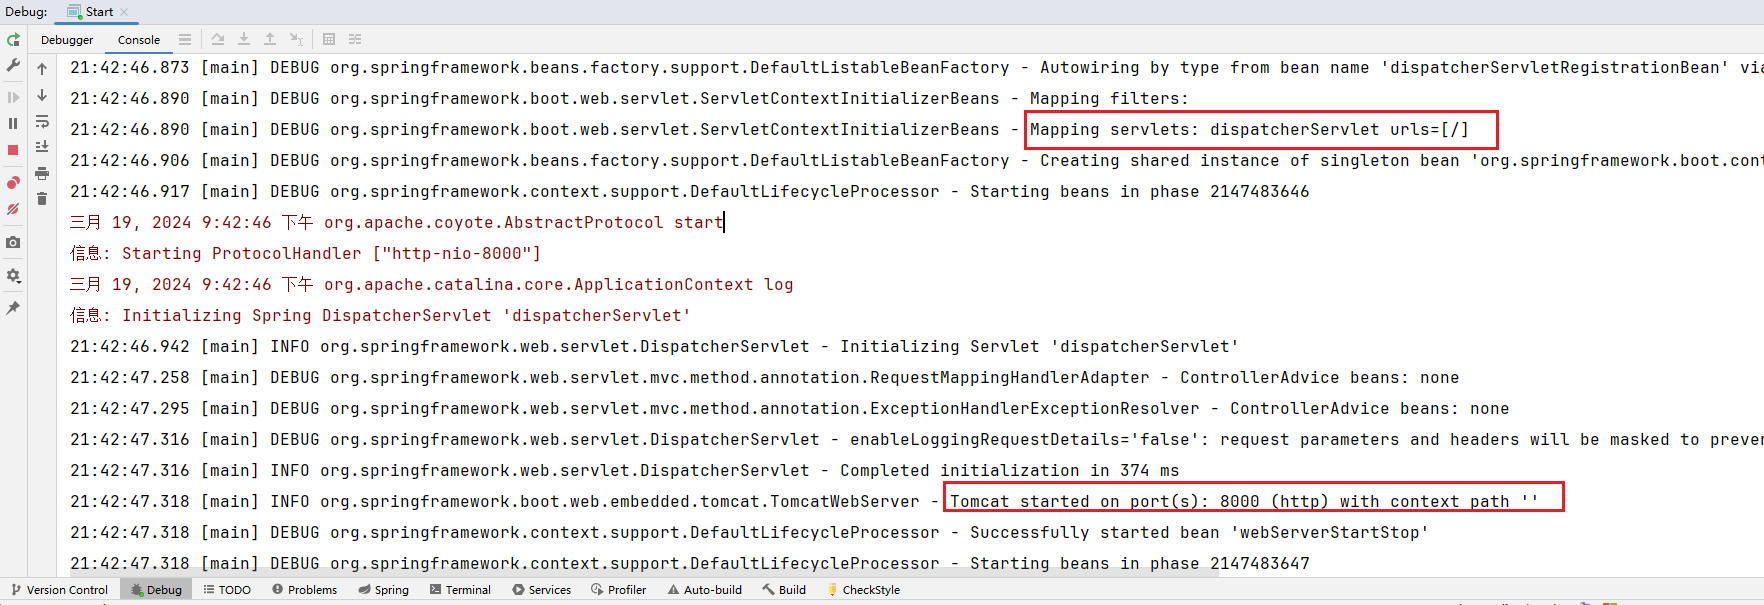 Debug: Start
Debugger Console
21:42:46.873 [main] DEBUG org.springframework.beans.factory.support.DefaultListableBeanFactory - Autowiring by type from bean name 'dispatcherServletRegistrationBean' via
21:42:46.890 [main] DEBUG org.springframework.boot.web.servlet.ServletContextInitializerBeans - Mapping filters:
21:42:46.890 [main] DEBUG org.springframework.boot.web.servlet.ServletContextInitializerBeans - Mapping servlets: dispatcherServlet urls=[/]
21:42:46.906 [main] DEBUG org.springframework.beans.factory.support.DefaultListableBeanFactory - Creating shared instance of singleton bean 'org.springframework.boot.cont
21:42:46.917 [main] DEBUG org.springframework.context.support.DefaultLifecycleProcessor - Starting beans in phase 2147483646
三月 19, 2024 9:42:46 下午 org.apache.coyote.AbstractProtocol start
信息: Starting ProtocolHandler ["http-nio-8000"]
三月 19, 2024 9:42:46 下午 org.apache.catalina.core.ApplicationContext log
信息: Initializing Spring DispatcherServlet 'dispatcherServlet'
21:42:46.942 [main] INFO org.springframework.web.servlet.DispatcherServlet - Initializing Servlet 'dispatcherServlet'
21:42:47.258 [main] DEBUG org.springframework.web.servlet.mvc.method.annotation.RequestMappingHandlerAdapter - ControllerAdvice beans: none
21:42:47.295 [main] DEBUG org.springframework.web.servlet.mvc.method.annotation.ExceptionHandlerExceptionResolver - ControllerAdvice beans: none
21:42:47.316 [main] DEBUG org.springframework.web.servlet.DispatcherServlet - enableLoggingRequestDetails='false': request parameters and headers will be masked to preven
21:42:47.316 [main] INFO org.springframework.web.servlet.DispatcherServlet - Completed initialization in 374 ms
21:42:47.318 [main] INFO org.springframework.boot.web.embedded.tomcat.TomcatWebServer - Tomcat started on port(s): 8000 (http) with context path ''
21:42:47.318 [main] DEBUG org.springframework.context.support.DefaultLifecycleProcessor - Successfully started bean 'webServerStartStop'
21:42:47.318 [main] DEBUG org.springframework.context.support.DefaultLifecycleProcessor - Starting beans in phase 2147483647
Version Control Debug TODO Problems Spring Terminal Services Profiler Auto-build Build CheckStyle